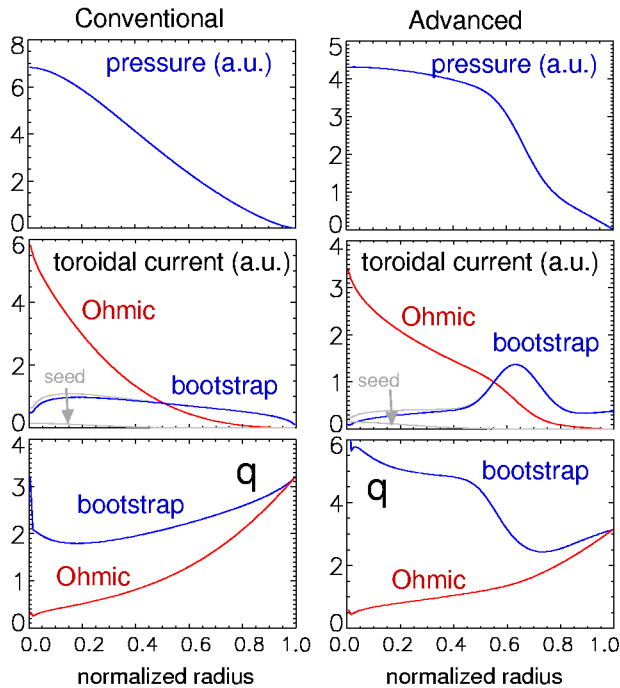 Conventional
Advanced
8
pressure (a.u.)
6
4
2
0
5
pressure (a.u.)
4
3
2
1
0
6
toroidal current (a.u.)
Ohmic
4
2
seed
bootstrap
0
4
toroidal current (a.u.)
Ohmic
3
2
bootstrap
1
seed
0
4
q
3
bootstrap
2
Ohmic
1
0
0.0 0.2 0.4 0.6 0.8 1.0
normalized radius
6
5
q
bootstrap
4
3
2
Ohmic
1
0
0.0 0.2 0.4 0.6 0.8 1.0
normalized radius